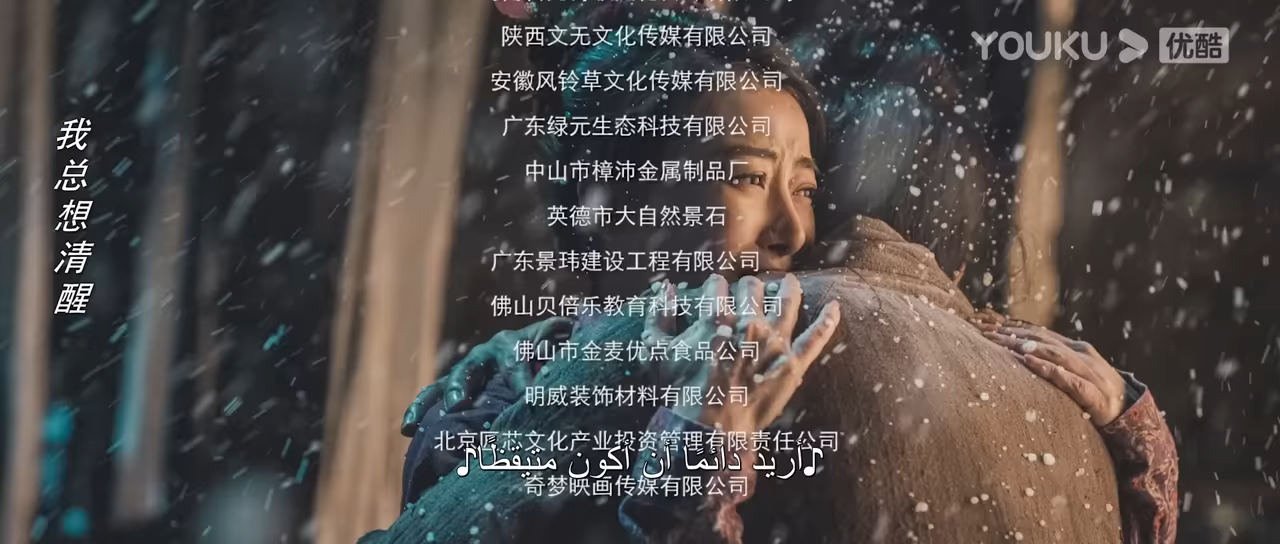 陕西文无文化传媒有限公司
YOUKU 优酷
安徽风铃草文化传媒有限公司
广东绿元生态科技有限公司
我总想清醒
中山市樟沛金属制品厂
英德市大自然景石
广东景玮建设工程有限公司
佛山贝倍乐教育科技有限公司
佛山市金麦优点食品公司
明威装饰材料有限公司
北京匠芯文化产业投资管理有限责任公司
♪أريد دائمًا أن أكون متيقظًا♪
奇梦映画传媒有限公司